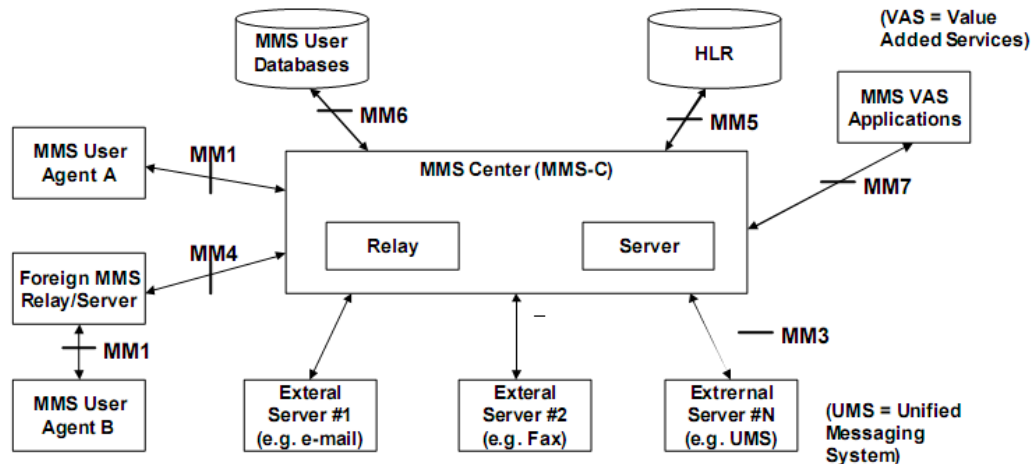 MMS User
Databases
HLR
(VAS = Value
Added Services)
MMS VAS
Applications
MM6
MM5
MM7
MMS User
Agent A
MM1
MMS Center (MMS-C)
Relay
Server
Foreign MMS
Relay/Server
MM4
MM1
MM3
MMS User
Agent B
Exteral
Server #1
(e.g. e-mail)
Exteral
Server #2
(e.g. Fax)
Extrernal
Server #N
(e.g. UMS)
(UMS = Unified
Messaging
System)